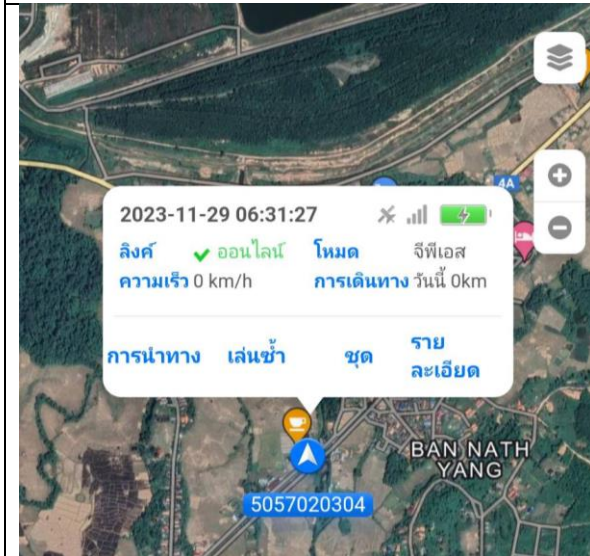 4A
2023-11-29 06:31:27
ลิงค์ ออนไลน์ โหมด จีพีเอส
ความเร็ว 0 km/h การเดินทาง วันนี้ 0km
การนำทาง เล่นซ้ำ ชุด ราย
ละเอียด
BAN NATH
YANG
5057020304